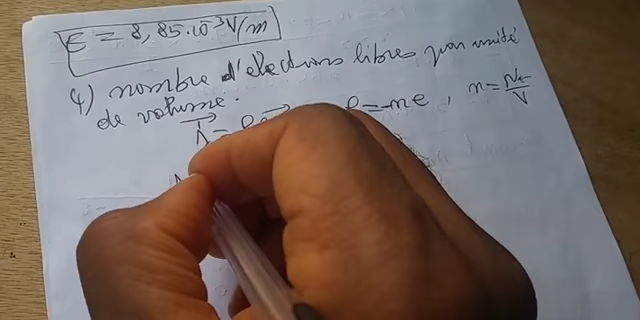 E = 8,85.10⁻³ V/m
4) nombre d'électrons libres par unité
de volume.
ρ = -ne, n = Ne-/V